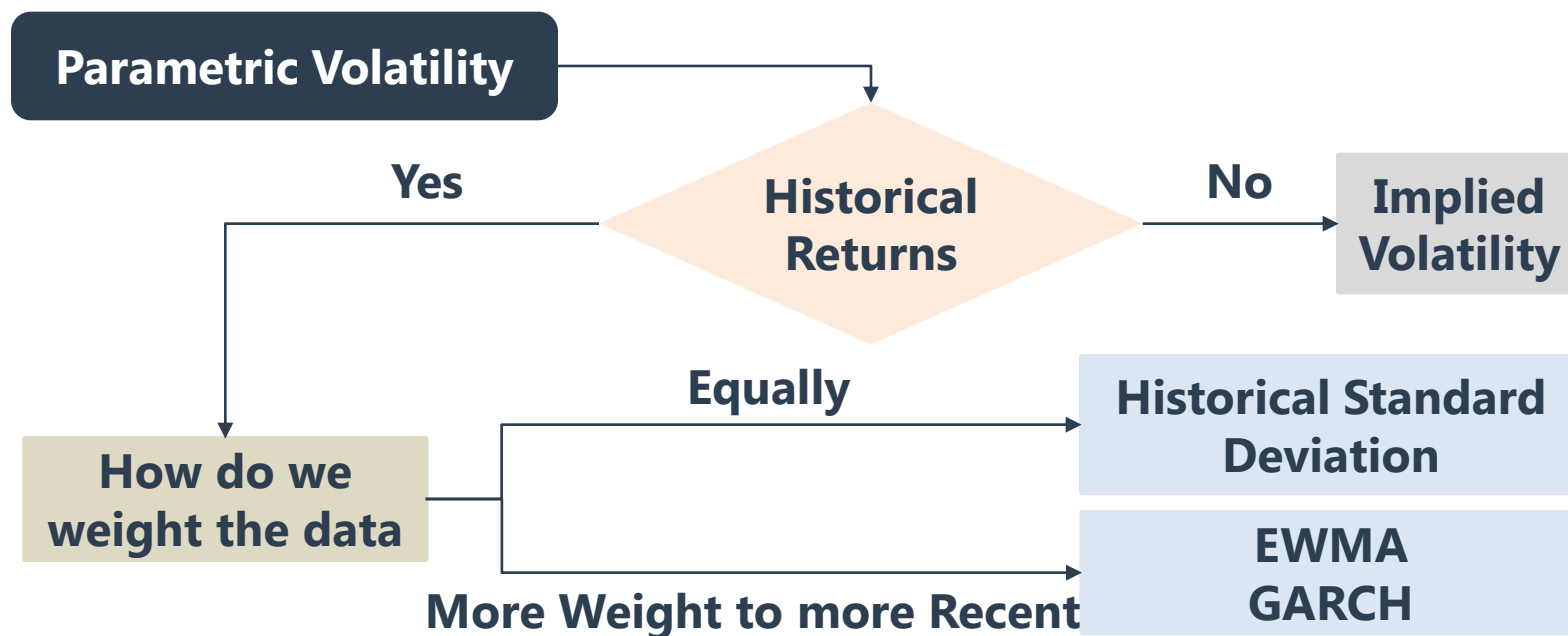 Parametric Volatility
Yes
Historical
Returns
No
Implied
Volatility
Equally
Historical Standard
Deviation
How do we
weight the data
EWMA
GARCH
More Weight to more Recent